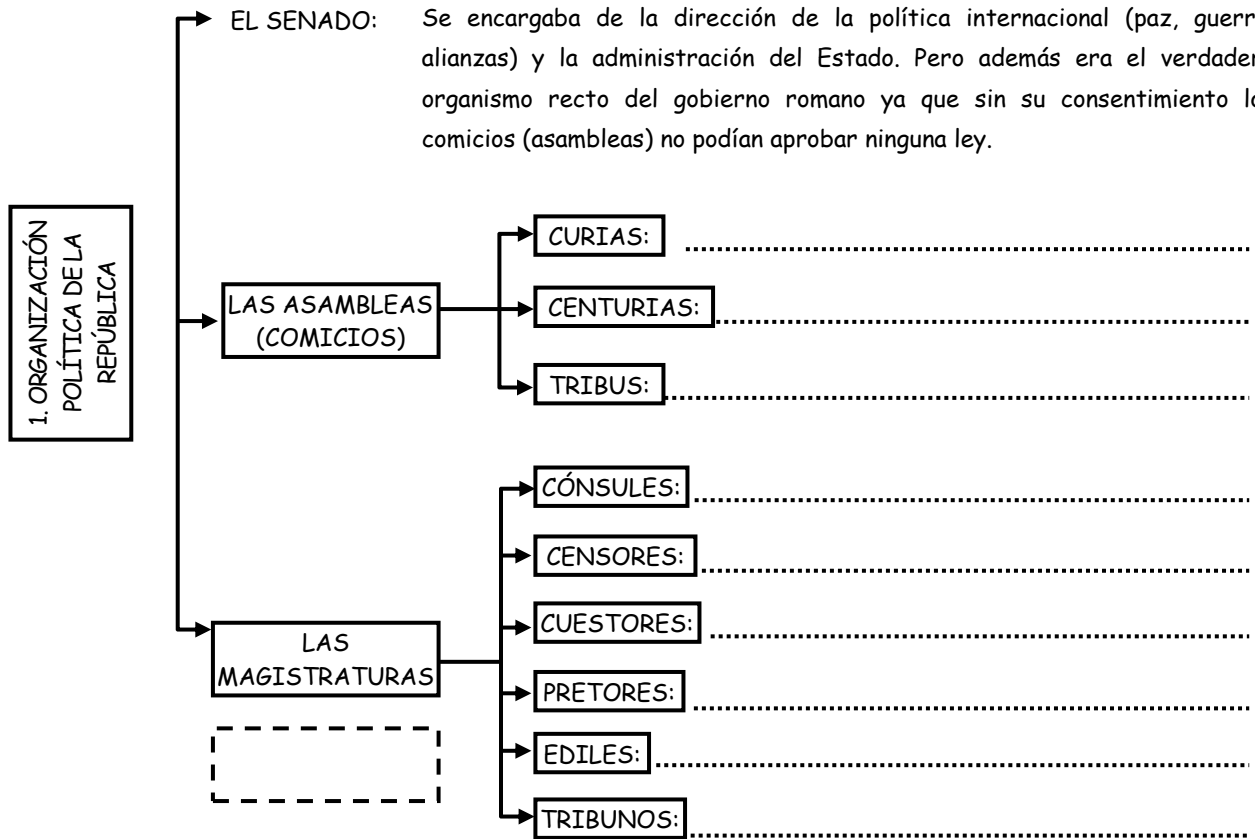 EL SENADO:
Se encargaba de la dirección de la política internacional (paz, guerr
alianzas) y la administración del Estado. Pero además era el verdader
organismo recto del gobierno romano ya que sin su consentimiento lo
comicios (asambleas) no podían aprobar ninguna ley.
1. ORGANIZACIÓN
POLÍTICA DE LA
REPÚBLICA
LAS ASAMBLEAS
(COMICIOS)
CURIAS:
CENTURIAS:
TRIBUS:
LAS
MAGISTRATURAS
CÓNSULES:
CENSORES:
CUESTORES:
PRETORES:
EDILES:
TRIBUNOS: